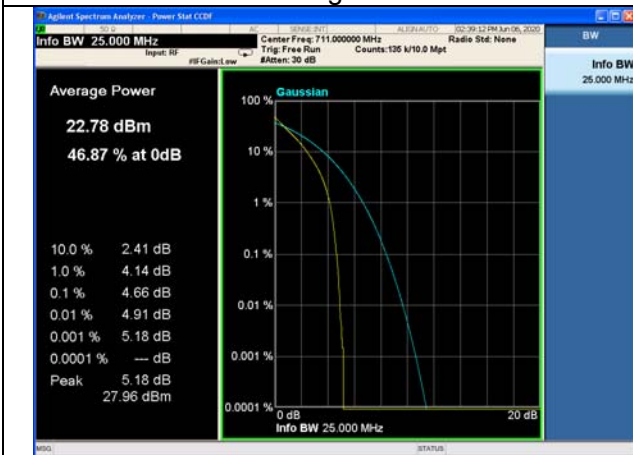 Agilent Spectrum Analyzer - Power Stat CCDF
50 Ω AC SENSE:INT ALIGN AUTO 02:39:12 PM Jun 06, 2020
Info BW 25.000 MHz
Center Freq: 711.000000 MHz Radio Std: None
Input: RF Trig: Free Run Counts:135 k/10.0 Mpt
#IFGain:Low #Atten: 30 dB
BW
Info BW
25.000 MHz
Average Power
22.78 dBm
46.87 % at 0dB
10.0 % 2.41 dB
1.0 % 4.14 dB
0.1 % 4.66 dB
0.01 % 4.91 dB
0.001 % 5.18 dB
0.0001 % --- dB
Peak 5.18 dB
27.96 dBm
Gaussian
100 %
10 %
1 %
0.1 %
0.01 %
0.001 %
0.0001 %
0 dB 20 dB
Info BW 25.000 MHz
MSG STATUS